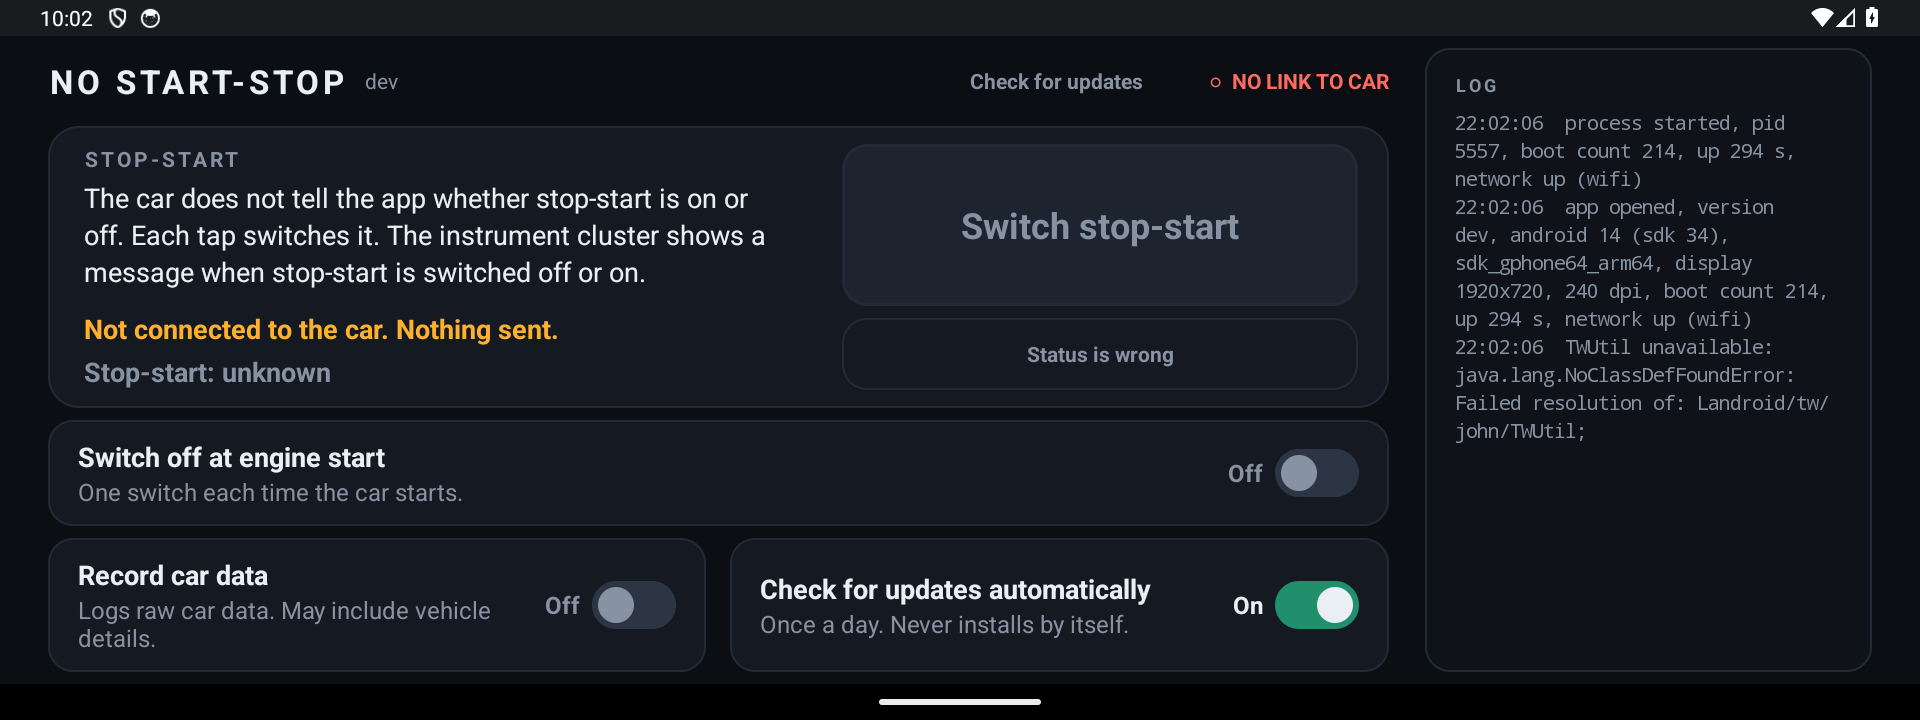 10:02
NO START-STOP dev
Check for updates
NO LINK TO CAR
STOP-START
The car does not tell the app whether stop-start is on or
off. Each tap switches it. The instrument cluster shows a
message when stop-start is switched off or on.
Not connected to the car. Nothing sent.
Stop-start: unknown
Switch stop-start
Status is wrong
Switch off at engine start
One switch each time the car starts.
Off
Record car data
Logs raw car data. May include vehicle
details.
Off
Check for updates automatically
Once a day. Never installs by itself.
On
LOG
22:02:06 process started, pid
5557, boot count 214, up 294 s,
network up (wifi)
22:02:06 app opened, version
dev, android 14 (sdk 34),
sdk_gphone64_arm64, display
1920x720, 240 dpi, boot count 214,
up 294 s, network up (wifi)
22:02:06 TWUtil unavailable:
java.lang.NoClassDefFoundError:
Failed resolution of: Landroid/tw/
john/TWUtil;